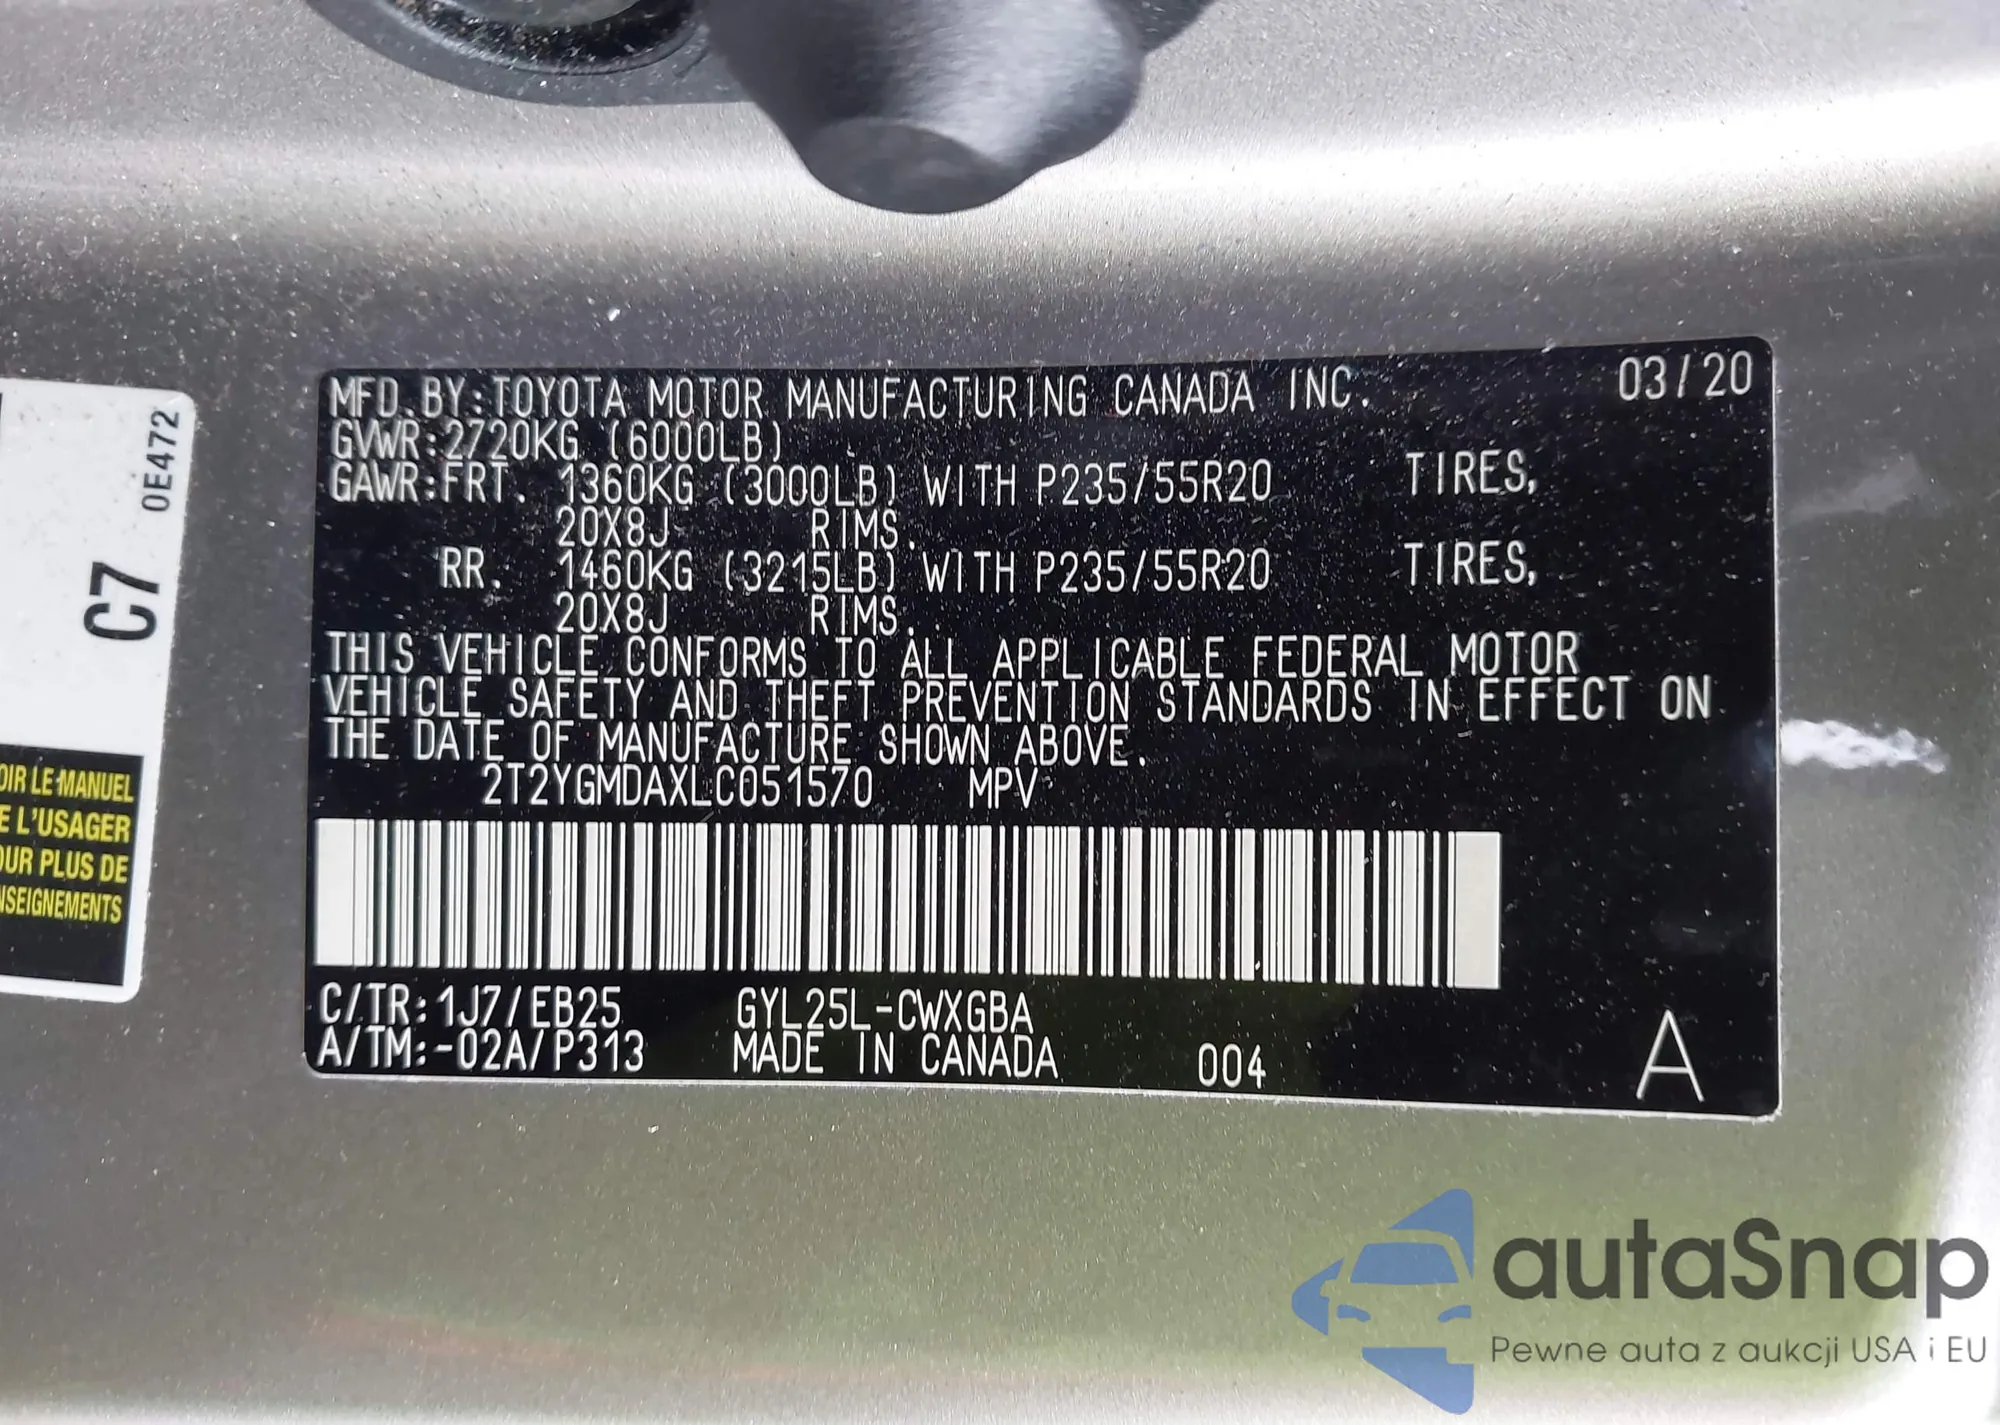 MFD.BY:TOYOTA MOTOR MANUFACTURING CANADA INC. 03/20
GVWR:2720KG (6000LB)
GAWR:FRT. 1360KG (3000LB) WITH P235/55R20 TIRES,
20X8J RIMS.
RR. 1460KG (3215LB) WITH P235/55R20 TIRES,
20X8J RIMS.
THIS VEHICLE CONFORMS TO ALL APPLICABLE FEDERAL MOTOR
VEHICLE SAFETY AND THEFT PREVENTION STANDARDS IN EFFECT ON
THE DATE OF MANUFACTURE SHOWN ABOVE.
2T2YGMDAXLC051570 MPV
C/TR:1J7/EB25 GYL25L-CWXGBA
A/TM:-02A/P313 MADE IN CANADA 004 A
0E472
C7
OIR LE MANUEL
E L'USAGER
OUR PLUS DE
NSEIGNEMENTS
autaSnap
Pewne auta z aukcji USA i EU